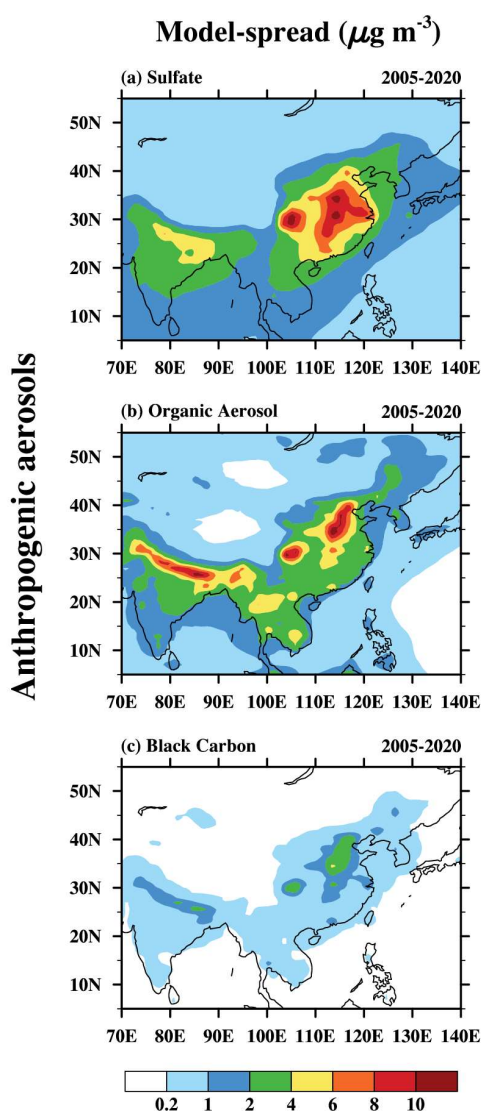 Model-spread (μg m⁻³)
Anthropogenic aerosols
(a) Sulfate 2005-2020
50N
40N
30N
20N
10N
70E 80E 90E 100E 110E 120E 130E 140E
(b) Organic Aerosol 2005-2020
50N
40N
30N
20N
10N
70E 80E 90E 100E 110E 120E 130E 140E
(c) Black Carbon 2005-2020
50N
40N
30N
20N
10N
70E 80E 90E 100E 110E 120E 130E 140E
0.2 1 2 4 6 8 10